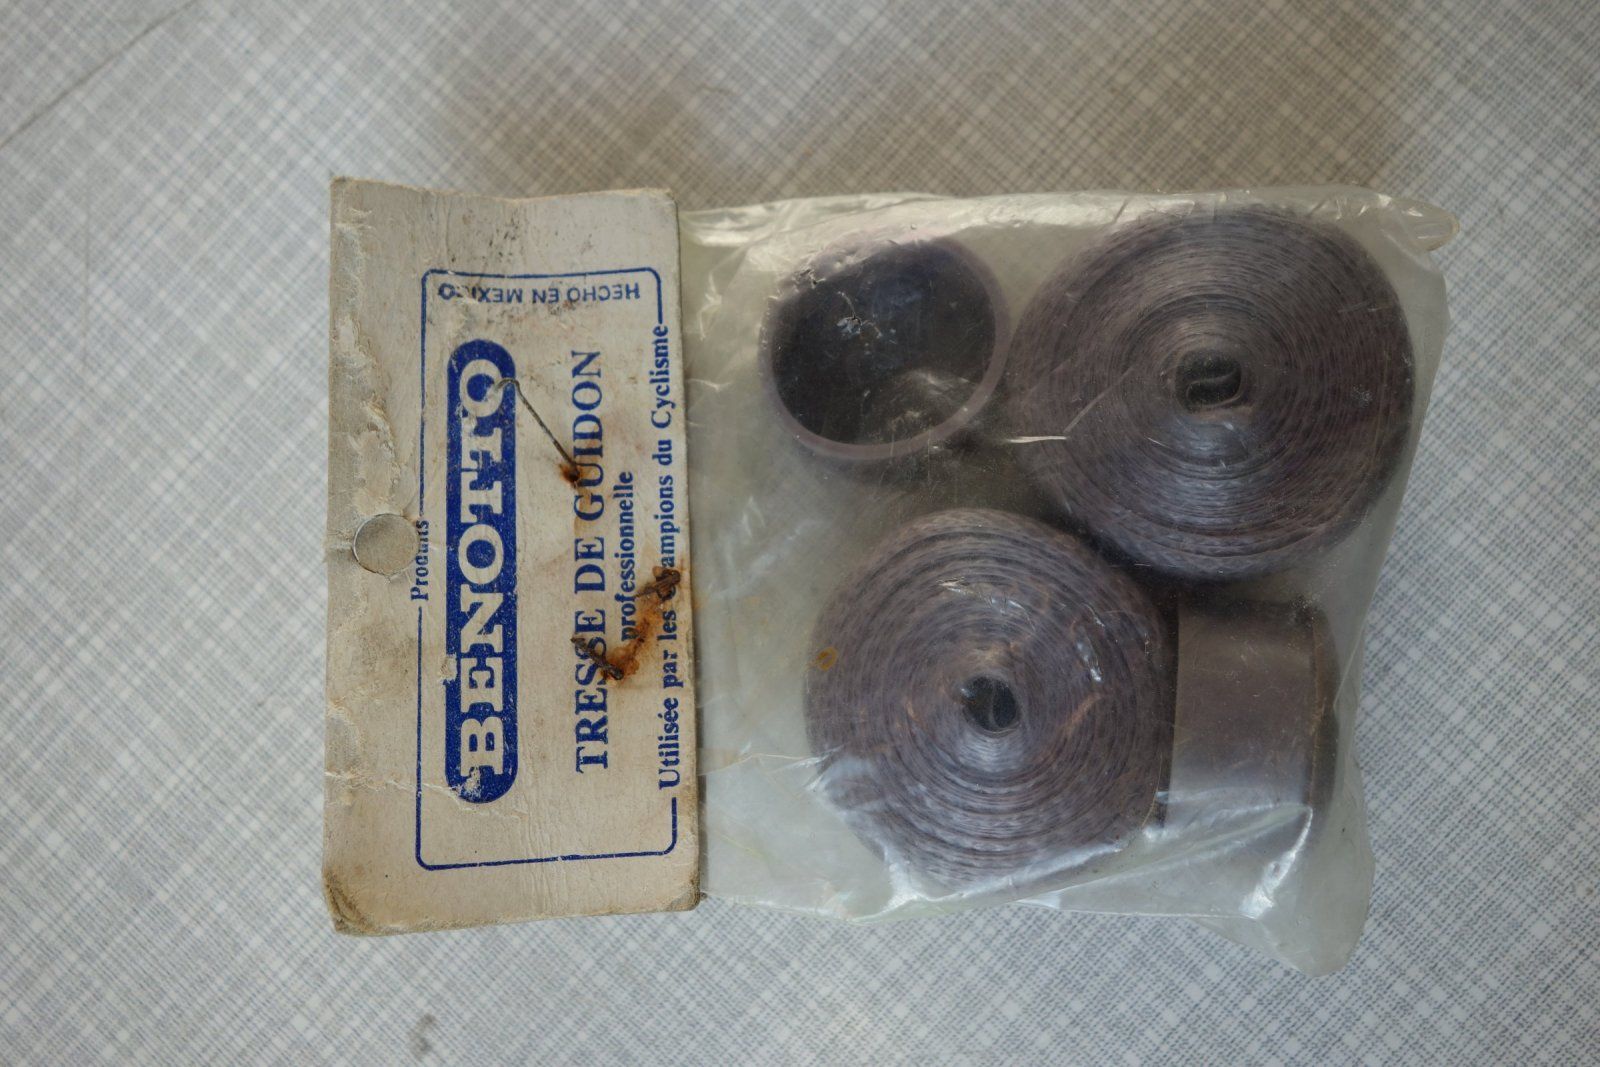 Produits
BENOTTO
TRESSE DE GUIDON
professionnelle
Utilisée par les Champions du Cyclisme
HECHO EN MEXICO